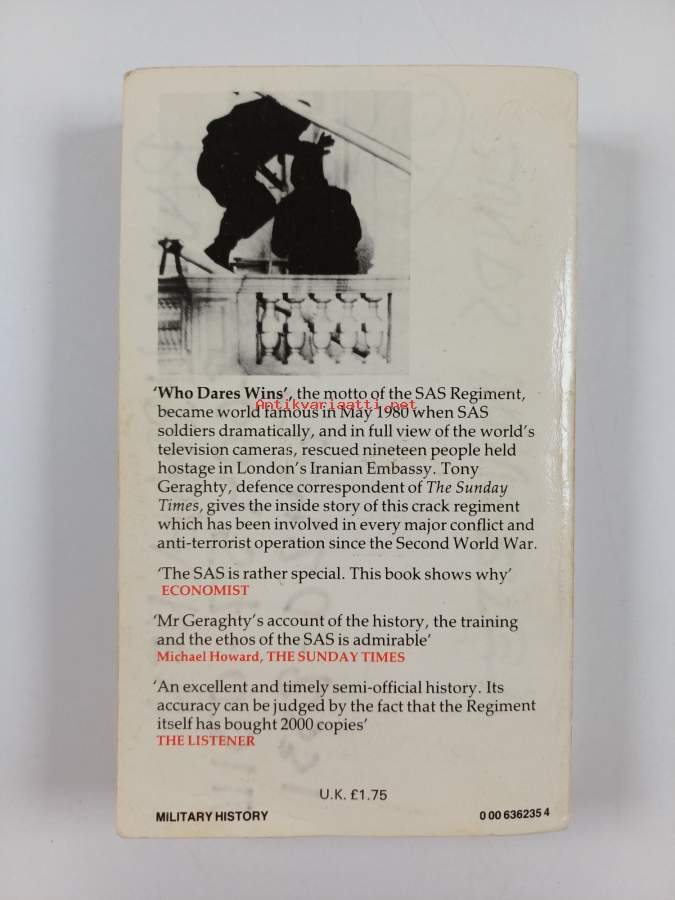 'Who Dares Wins', the motto of the SAS Regiment,
Antikvariaatti.net
became world famous in May 1980 when SAS
soldiers dramatically, and in full view of the world's
television cameras, rescued nineteen people held
hostage in London's Iranian Embassy. Tony
Geraghty, defence correspondent of The Sunday
Times, gives the inside story of this crack regiment
which has been involved in every major conflict and
anti-terrorist operation since the Second World War.
'The SAS is rather special. This book shows why'
ECONOMIST
'Mr Geraghty's account of the history, the training
and the ethos of the SAS is admirable'
Michael Howard, THE SUNDAY TIMES
'An excellent and timely semi-official history. Its
accuracy can be judged by the fact that the Regiment
itself has bought 2000 copies'
THE LISTENER
U.K. £1.75
MILITARY HISTORY
0 00 636235 4